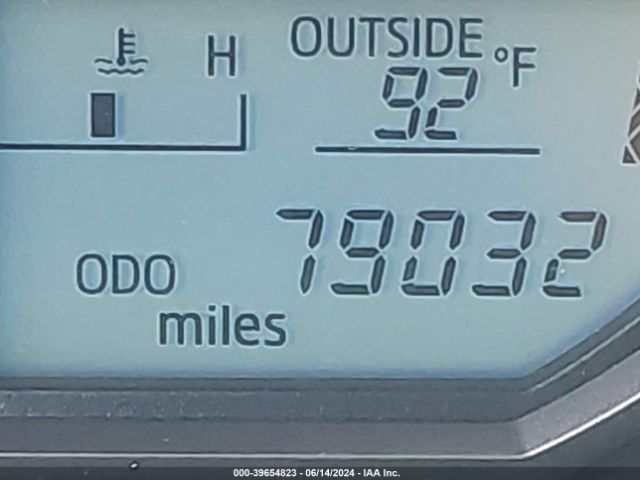 H OUTSIDE °F
92
79032
ODO
miles
000-39654823 - 06/14/2024 - IAA Inc.